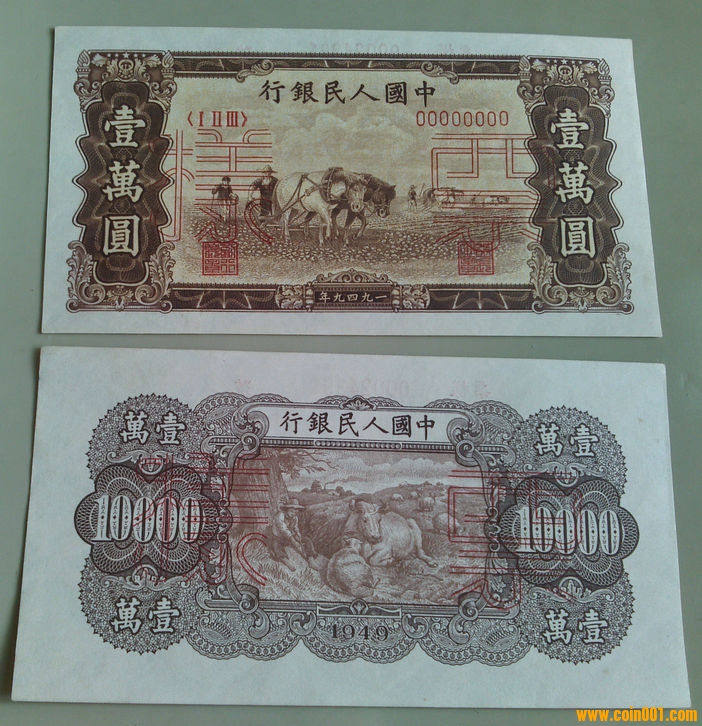 中國人民銀行
〈I II III〉
00000000
壹萬圓
壹萬圓
一九四九年
中國人民銀行
壹萬
壹萬
10000
10000
壹萬
壹萬
1949
www.coin001.com